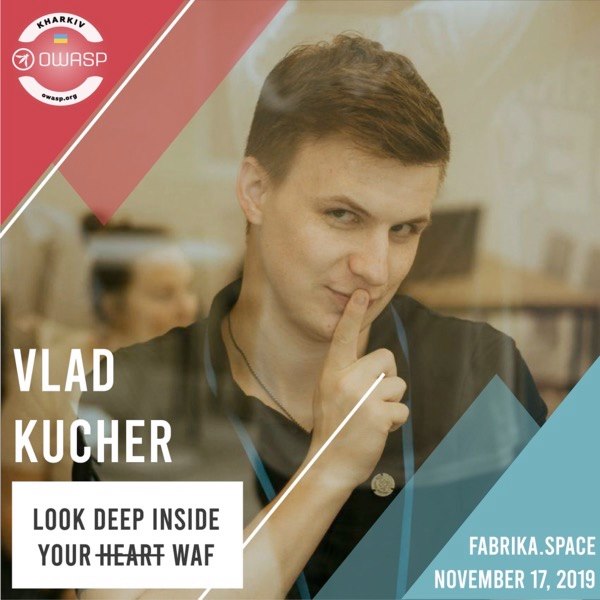 KHARKIV
OWASP
owasp.org
VLAD
KUCHER
LOOK DEEP INSIDE
YOUR HEART WAF
FABRIKA.SPACE
NOVEMBER 17, 2019